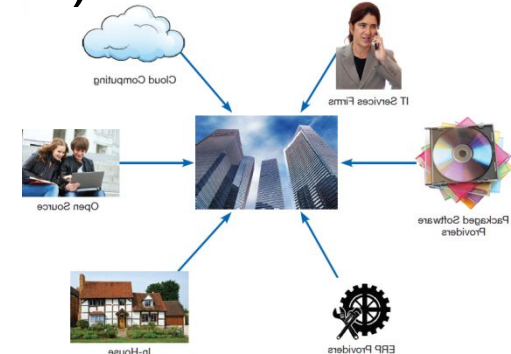 Cloud Computing
IT Services Firms
Open Source
Packaged Software
Providers
In-House
ERP Providers